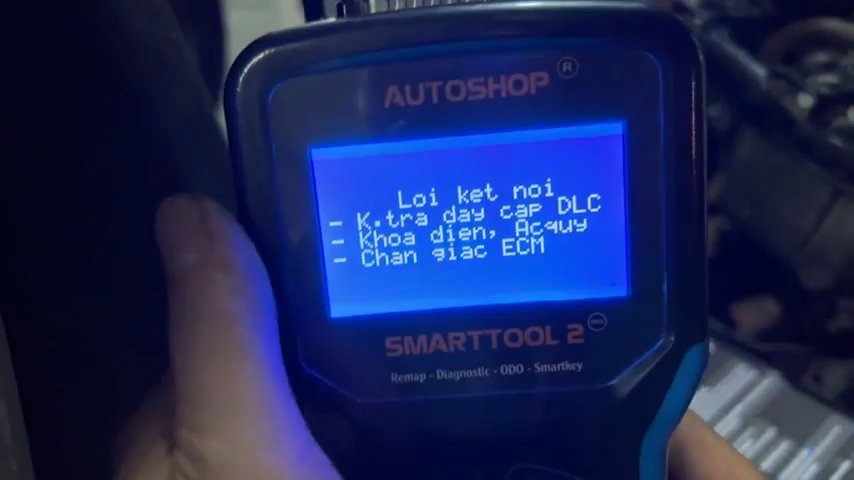 AUTOSHOP ®
Loi ket noi
- K.tra day cap DLC
- Khoa dien, Acquy
- Chan giac ECM
SMARTTOOL 2 PRO
Remap - Diagnostic - ODO - Smartkey